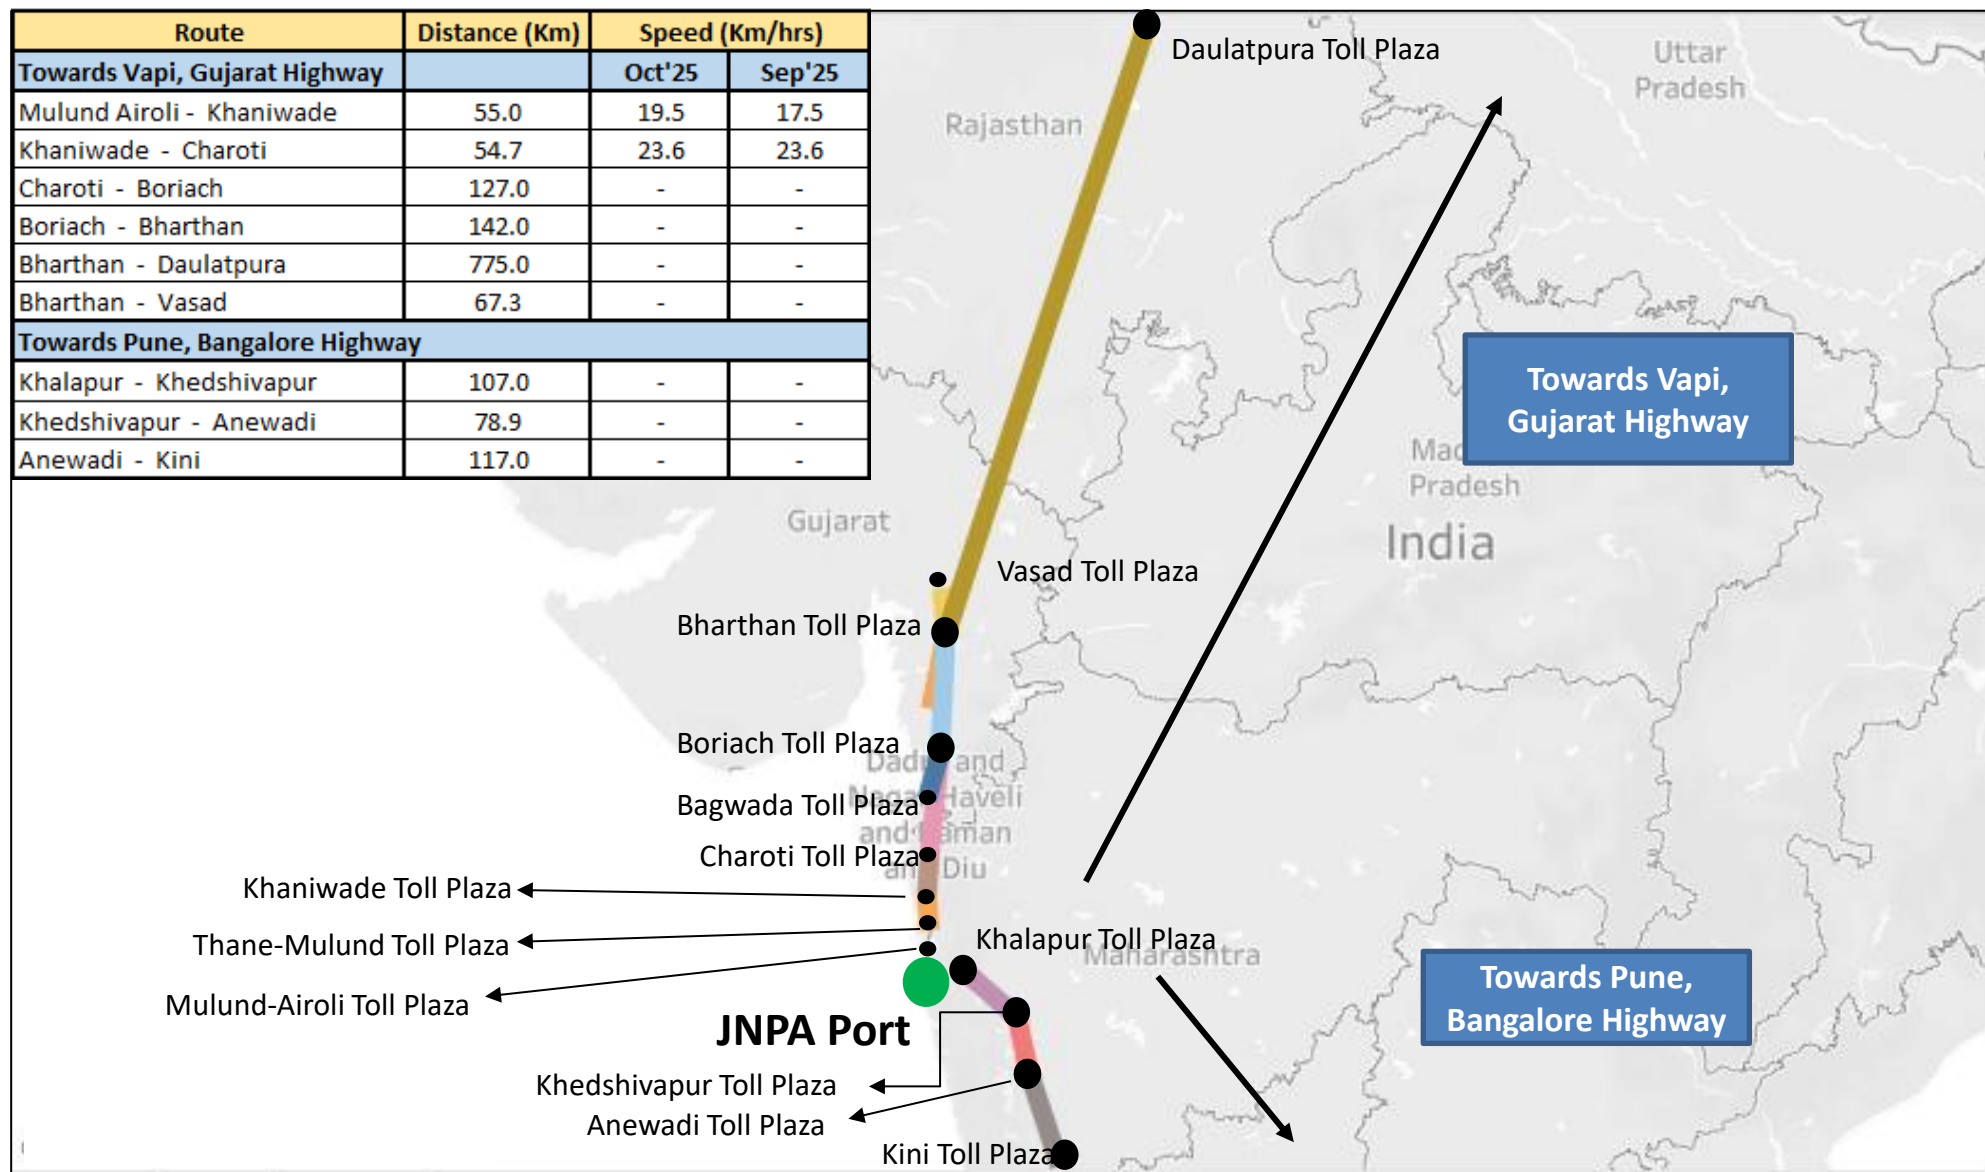 Route Distance (Km) Speed (Km/hrs)
Towards Vapi, Gujarat Highway Oct'25 Sep'25
Mulund Airoli - Khaniwade 55.0 19.5 17.5
Khaniwade - Charoti 54.7 23.6 23.6
Charoti - Boriach 127.0 - -
Boriach - Bharthan 142.0 - -
Bharthan - Daulatpura 775.0 - -
Bharthan - Vasad 67.3 - -
Towards Pune, Bangalore Highway
Khalapur - Khedshivapur 107.0 - -
Khedshivapur - Anewadi 78.9 - -
Anewadi - Kini 117.0 - -
Daulatpura Toll Plaza
Uttar
Pradesh
Rajasthan
Towards Vapi,
Gujarat Highway
Pradesh
Gujarat
India
Vasad Toll Plaza
Bharthan Toll Plaza
Boriach Toll Plaza
and
Bagwada Toll Plaza
Haveli
and
Charoti Toll Plaza
Diu
Khaniwade Toll Plaza
Thane-Mulund Toll Plaza
Khalapur Toll Plaza
Maharashtra
Mulund-Airoli Toll Plaza
Towards Pune,
Bangalore Highway
JNPA Port
Khedshivapur Toll Plaza
Anewadi Toll Plaza
Kini Toll Plaza